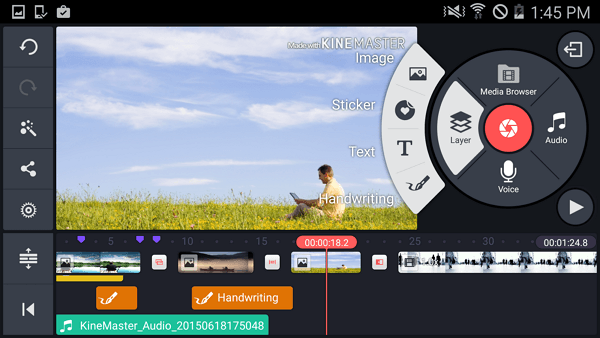 1:45 PM
Made with KINEMASTER
Image
Sticker
Text
Handwriting
Media Browser
Layer
Audio
Voice
5
10
15
00:00:18.2
25
30
00:01:24.8
Handwriting
KineMaster_Audio_20150618175048